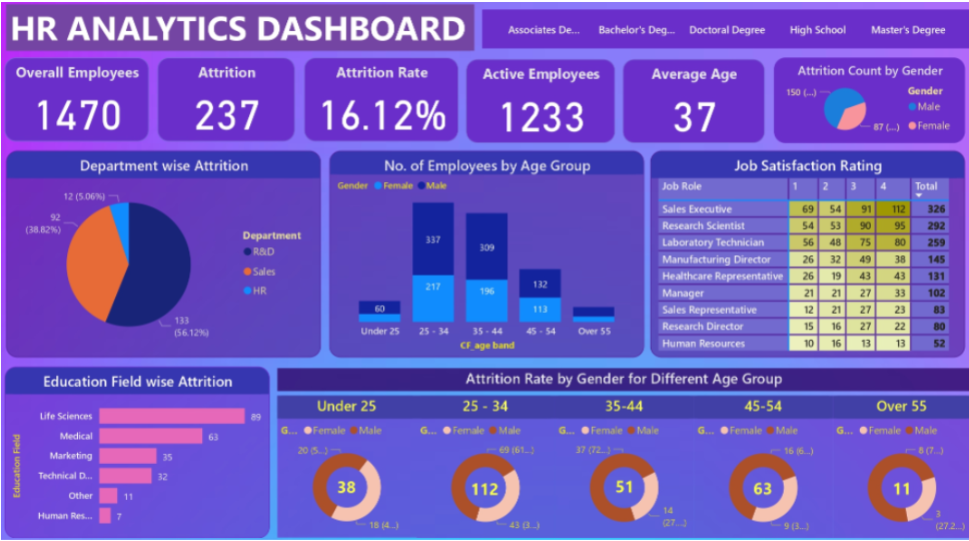 HR ANALYTICS DASHBOARD
Associates De... Bachelor's Deg... Doctoral Degree High School Master's Degree
Overall Employees
1470
Attrition
237
Attrition Rate
16.12%
Active Employees
1233
Average Age
37
Attrition Count by Gender
150 (...)
87 (...)
Gender
Male
Female
Department wise Attrition
12 (5.06%)
92
(38.82%)
133
(56.12%)
Department
R&D
Sales
HR
No. of Employees by Age Group
Gender Female Male
337
309
217
196
132
113
60
Under 25 25 - 34 35 - 44 45 - 54 Over 55
CF_age band
Job Satisfaction Rating
Job Role 1 2 3 4 Total
Sales Executive 69 54 91 112 326
Research Scientist 54 53 90 95 292
Laboratory Technician 56 48 75 80 259
Manufacturing Director 26 32 49 38 145
Healthcare Representative 26 19 43 43 131
Manager 21 21 27 33 102
Sales Representative 12 21 27 23 83
Research Director 15 16 27 22 80
Human Resources 10 16 13 13 52
Education Field wise Attrition
Education Field
Life Sciences 89
Medical 63
Marketing 35
Technical D... 32
Other 11
Human Res... 7
Attrition Rate by Gender for Different Age Group
Under 25
G... Female Male
20 (5...)
38
18 (4...)
25 - 34
G... Female Male
69 (61...)
112
43 (3...)
35-44
G... Female Male
37 (72...)
51
14
(27...)
45-54
G... Female Male
16 (6...)
63
9 (3...)
Over 55
G... Female Male
8 (7...)
11
3
(27.2...)